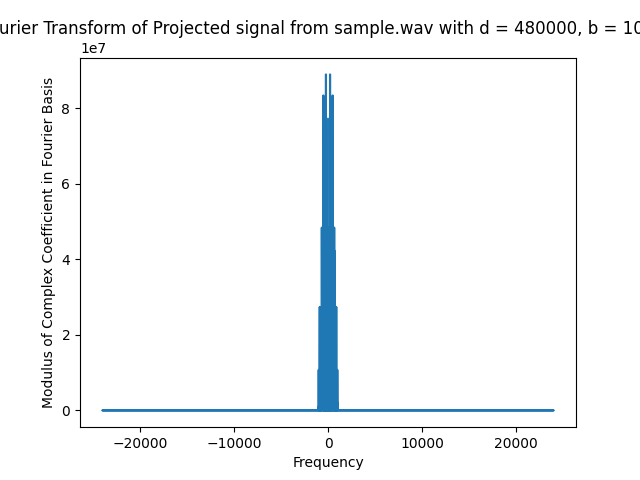 urier Transform of Projected signal from sample.wav with d = 480000, b = 10
1e7
8
6
4
2
0
Modulus of Complex Coefficient in Fourier Basis
−20000 −10000 0 10000 20000
Frequency